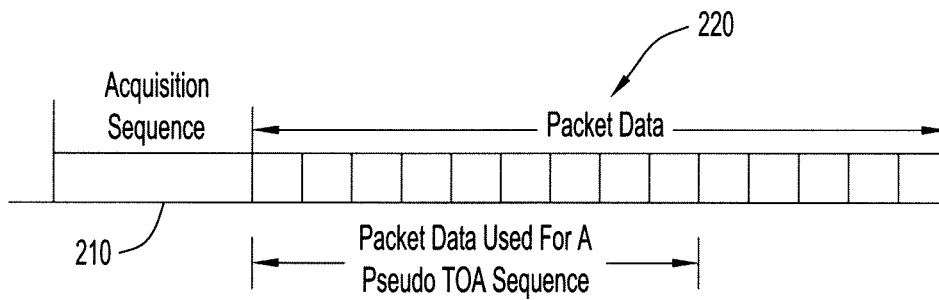 220
Acquisition
Sequence
Packet Data
210
Packet Data Used For A
Pseudo TOA Sequence